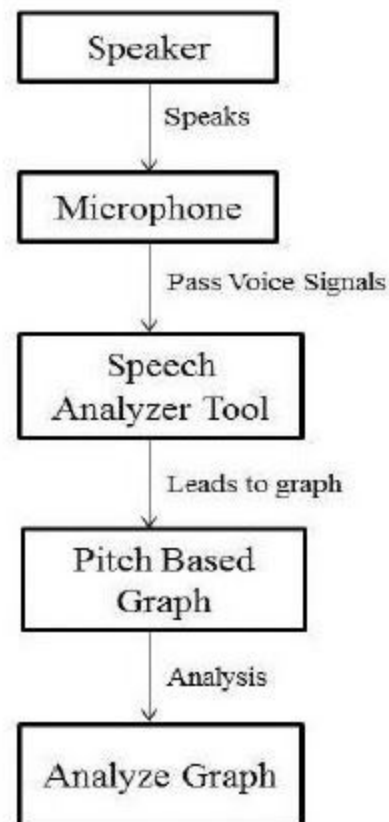 Speaker
Speaks
Microphone
Pass Voice Signals
Speech
Analyzer Tool
Leads to graph
Pitch Based
Graph
Analysis
Analyze Graph